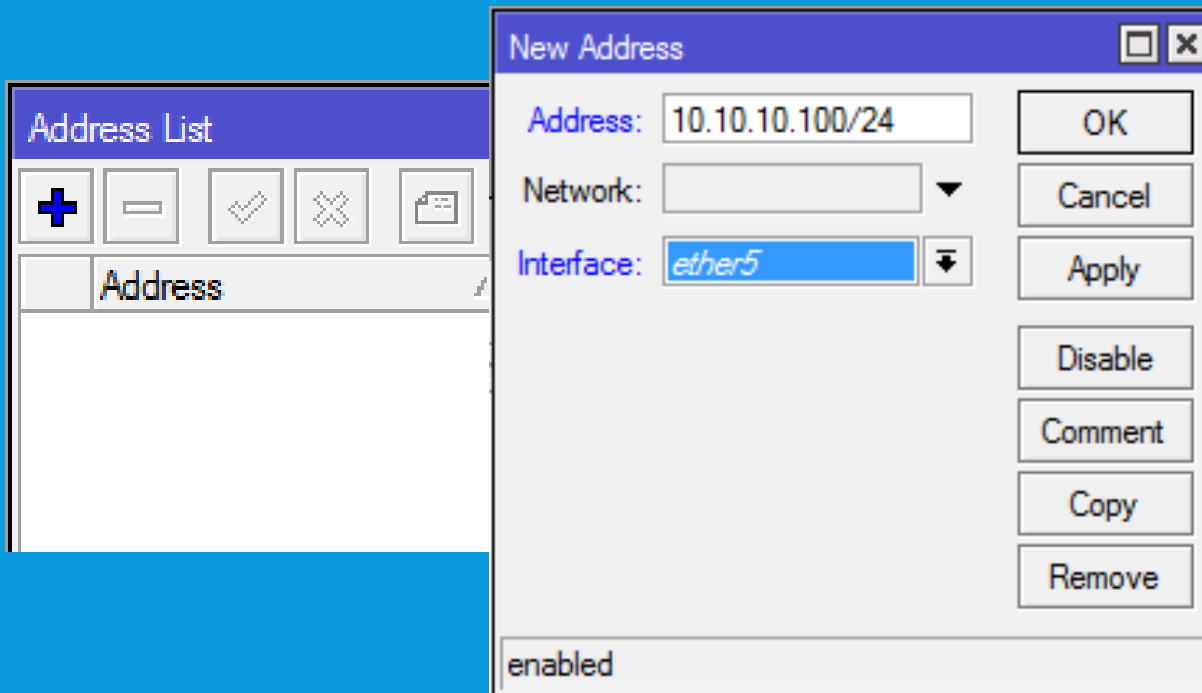 Address List
Address
New Address
Address: 10.10.10.100/24
Network:
Interface: ether5
OK
Cancel
Apply
Disable
Comment
Copy
Remove
enabled